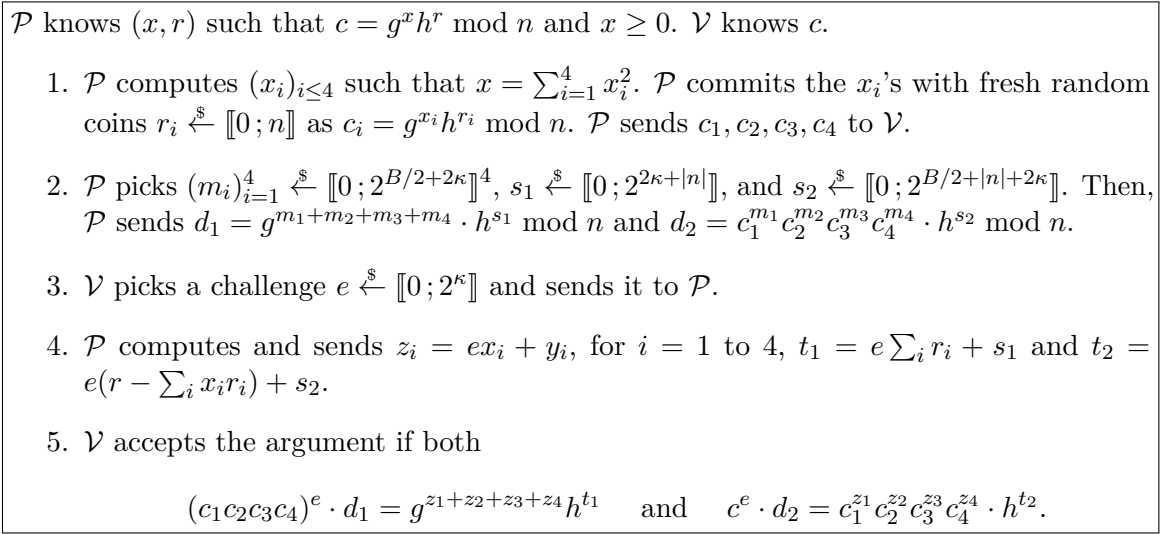 𝒫 knows (x, r) such that c = g^x h^r mod n and x ≥ 0. 𝒱 knows c.
1. 𝒫 computes (x_i)_{i≤4} such that x = ∑_{i=1}^4 x_i^2. 𝒫 commits the x_i's with fresh random
coins r_i ←$ ⟦0 ; n⟧ as c_i = g^{x_i} h^{r_i} mod n. 𝒫 sends c_1, c_2, c_3, c_4 to 𝒱.
2. 𝒫 picks (m_i)_{i=1}^4 ←$ ⟦0 ; 2^{B/2+2κ}⟧^4, s_1 ←$ ⟦0 ; 2^{2κ+|n|}⟧, and s_2 ←$ ⟦0 ; 2^{B/2+|n|+2κ}⟧. Then,
𝒫 sends d_1 = g^{m_1+m_2+m_3+m_4} · h^{s_1} mod n and d_2 = c_1^{m_1} c_2^{m_2} c_3^{m_3} c_4^{m_4} · h^{s_2} mod n.
3. 𝒱 picks a challenge e ←$ ⟦0 ; 2^κ⟧ and sends it to 𝒫.
4. 𝒫 computes and sends z_i = ex_i + y_i, for i = 1 to 4, t_1 = e ∑_i r_i + s_1 and t_2 =
e(r − ∑_i x_i r_i) + s_2.
5. 𝒱 accepts the argument if both
(c_1 c_2 c_3 c_4)^e · d_1 = g^{z_1+z_2+z_3+z_4} h^{t_1} and c^e · d_2 = c_1^{z_1} c_2^{z_2} c_3^{z_3} c_4^{z_4} · h^{t_2}.